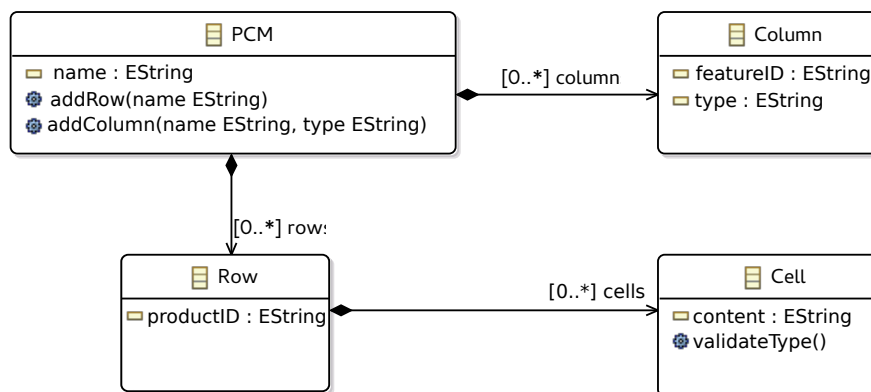 PCM
name : EString
addRow(name EString)
addColumn(name EString, type EString)
[0..*] column
Column
featureID : EString
type : EString
[0..*] rows
Row
productID : EString
[0..*] cells
Cell
content : EString
validateType()